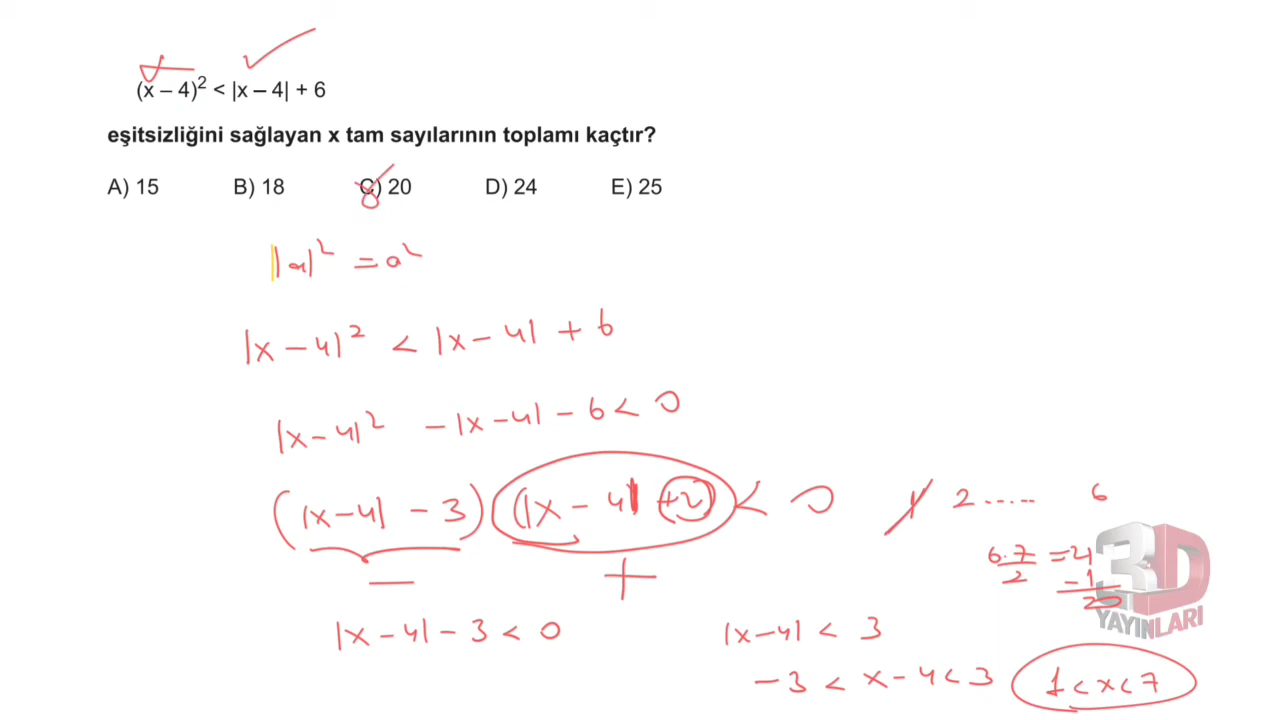 (x – 4)² < |x – 4| + 6
eşitsizliğini sağlayan x tam sayılarının toplamı kaçtır?
A) 15 B) 18 C) 20 D) 24 E) 25
|a|² = a²
|x – 4|² < |x – 4| + 6
|x – 4|² – |x – 4| – 6 < 0
(|x – 4| – 3) (|x – 4| + 2) < 0
1 2 ..... 6
6.7/2 = 21
– 1
20
– +
|x – 4| – 3 < 0
|x – 4| < 3
– 3 < x – 4 < 3
1 < x < 7
3D
YAYINLARI